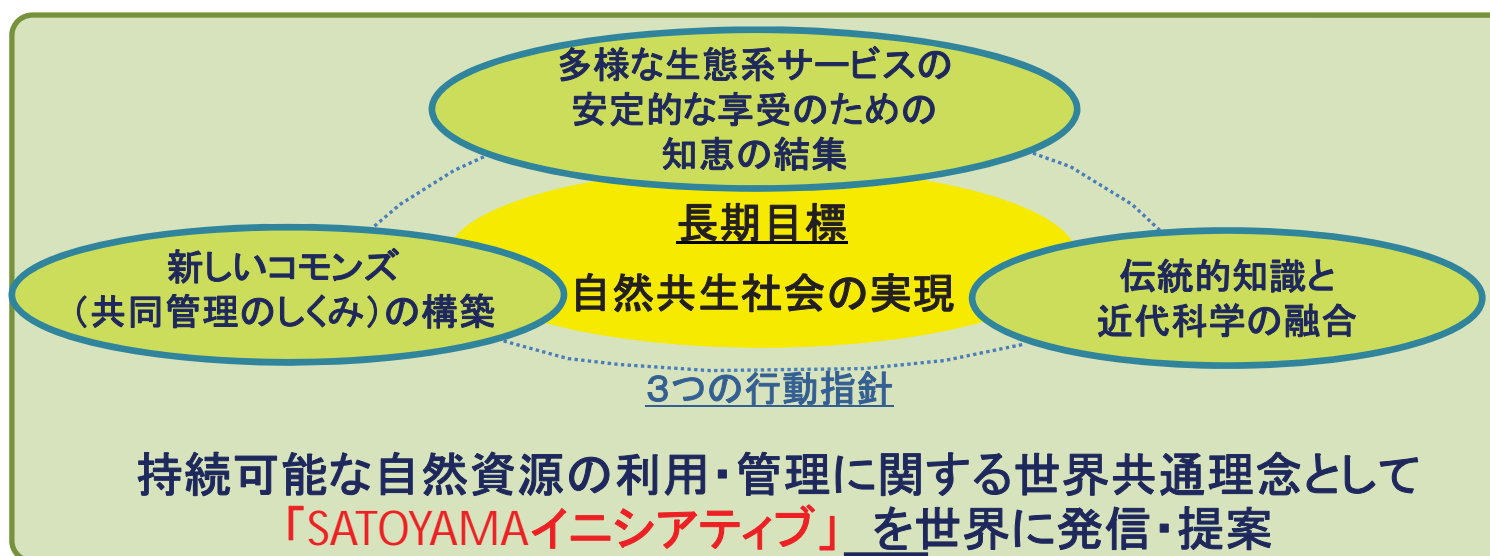 多様な生態系サービスの
安定的な享受のための
知恵の結集
長期目標
自然共生社会の実現
新しいコモンズ
（共同管理のしくみ）の構築
伝統的知識と
近代科学の融合
3つの行動指針
持続可能な自然資源の利用・管理に関する世界共通理念として
「SATOYAMAイニシアティブ」を世界に発信・提案